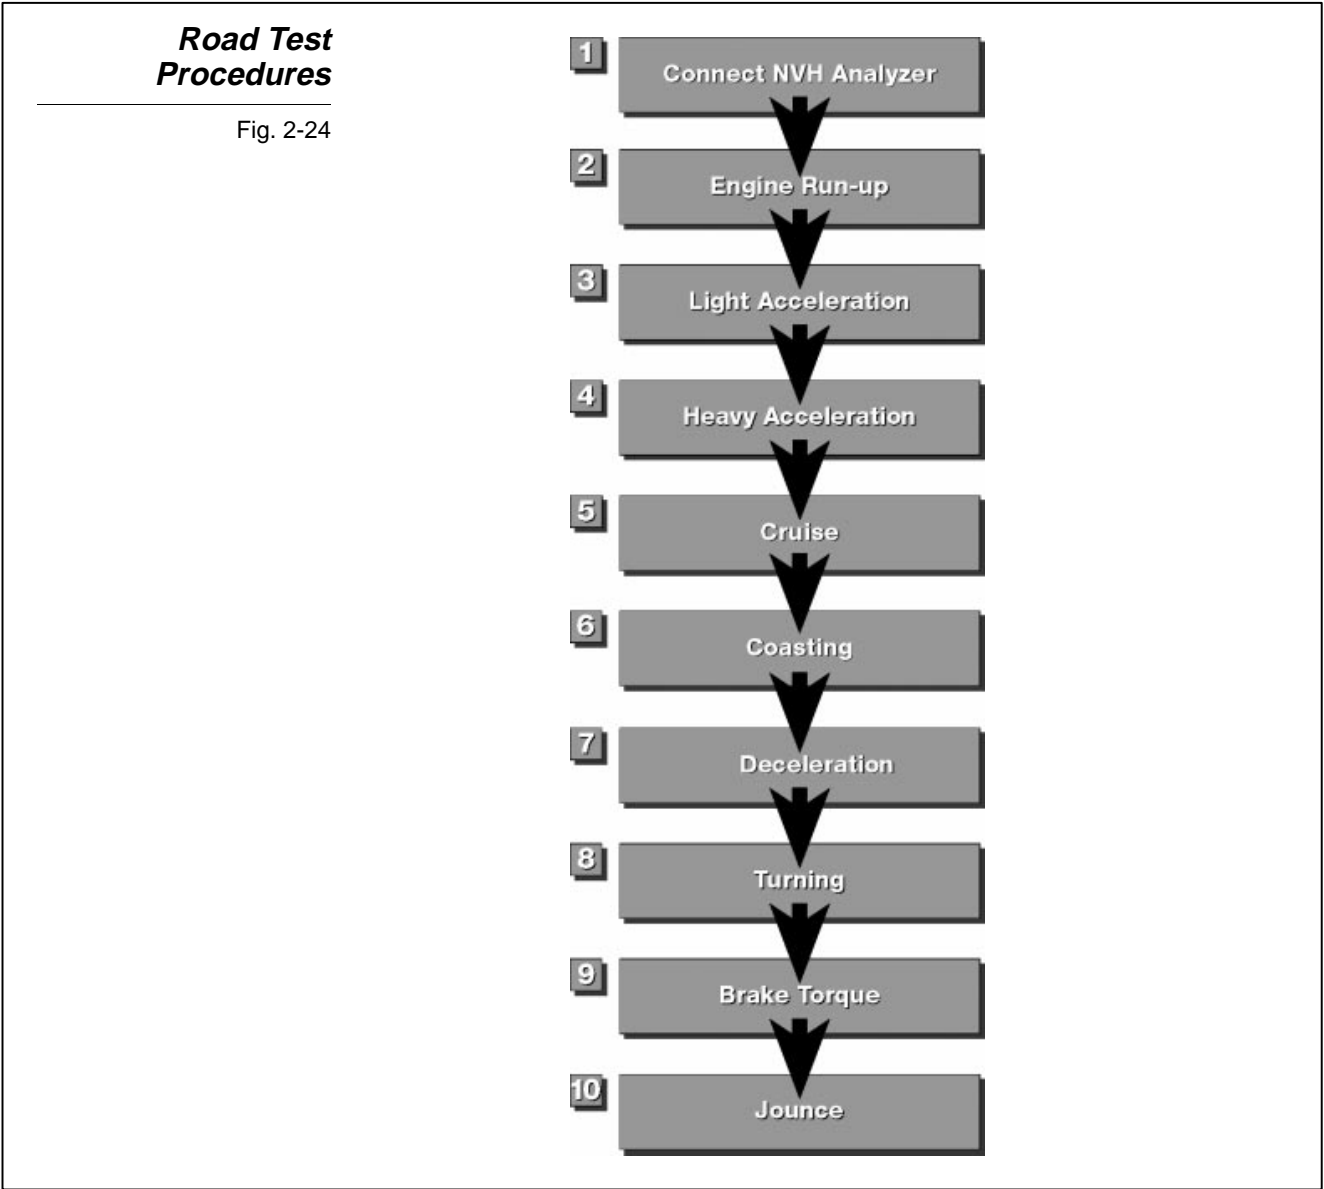 Road Test
Procedures
Fig. 2-24
1
Connect NVH Analyzer
2
Engine Run-up
3
Light Acceleration
4
Heavy Acceleration
5
Cruise
6
Coasting
7
Deceleration
8
Turning
9
Brake Torque
10
Jounce